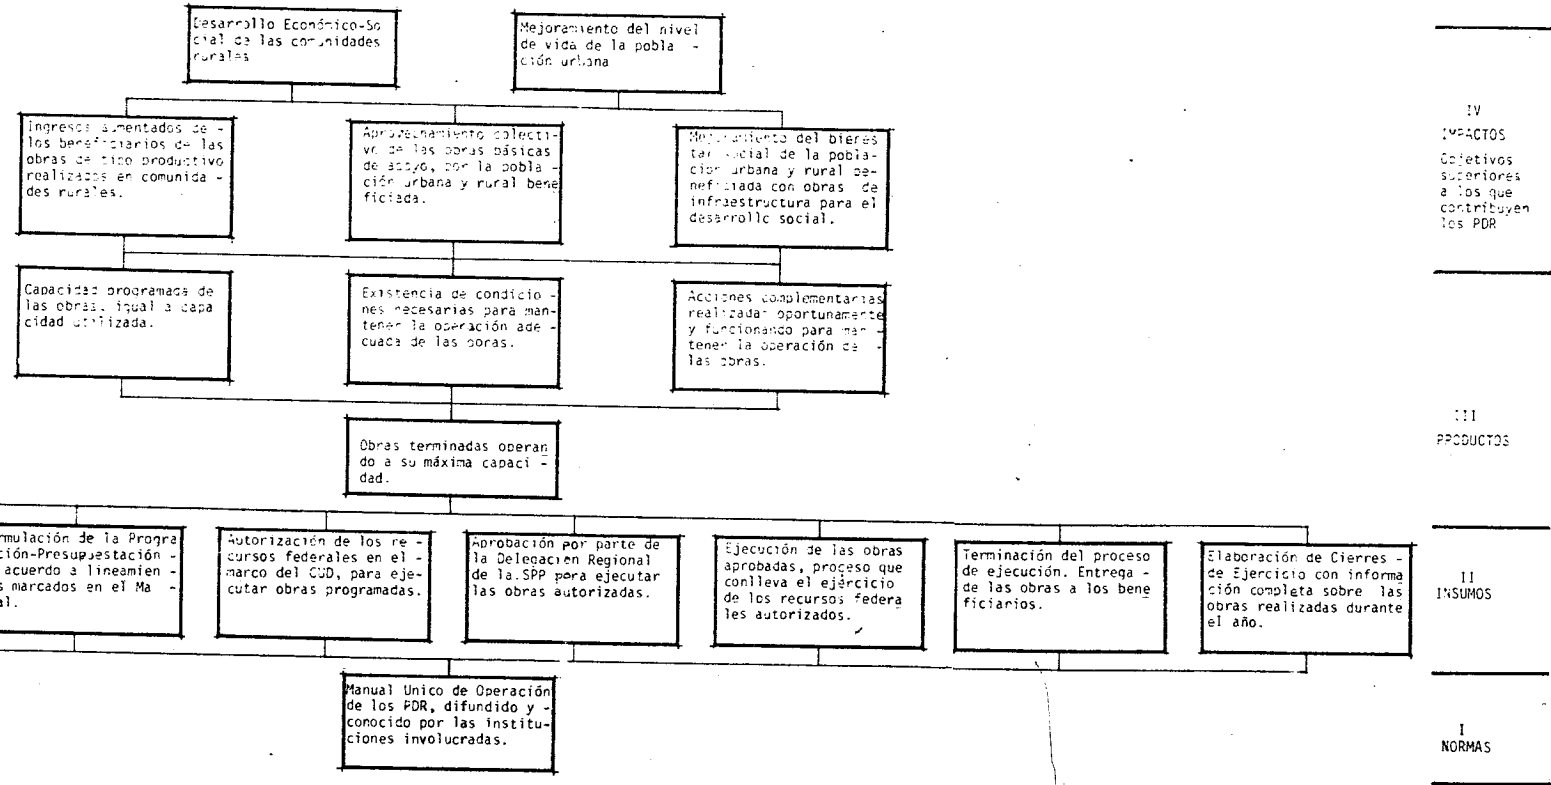 Desarrollo Económico-So
cial de las comunidades
rurales
Mejoramiento del nivel
de vida de la pobla -
ción urbana
Ingresos aumentados de -
los beneficiarios de las
obras de tipo productivo
realizados en comunida -
des rurales.
Aprovechamiento colecti-
vo de las obras básicas
de apoyo, por la pobla -
ción urbana y rural bene
ficiada.
Mejoramiento del bienes
tar social de la pobla-
ción urbana y rural be-
neficiada con obras de
infraestructura para el
desarrollo social.
IV
IMPACTOS
Objetivos
superiores
a los que
contribuyen
los PDR
Capacidad programada de
las obras, igual a capa
cidad utilizada.
Existencia de condicio -
nes necesarias para man-
tener la operación ade -
cuada de las obras.
Acciones complementarias
realizadas oportunamente
y funcionando para man -
tener la operación de -
las obras.
Obras terminadas operan
do a su máxima capaci -
dad.
III
PRODUCTOS
rmulación de la Progra
ción-Presupuestación -
acuerdo a lineamien -
s marcados en el Ma -
al.
Autorización de los re -
cursos federales en el -
marco del CUD, para eje-
cutar obras programadas.
Aprobación por parte de
la Delegación Regional
de la.SPP para ejecutar
las obras autorizadas.
Ejecución de las obras
aprobadas, proceso que
conlleva el ejercicio
de los recursos federa
les autorizados.
Terminación del proceso
de ejecución. Entrega -
de las obras a los bene
ficiarios.
Elaboración de Cierres -
de Ejercicio con informa
ción completa sobre las
obras realizadas durante
el año.
II
INSUMOS
Manual Unico de Operación
de los PDR, difundido y -
conocido por las institu-
ciones involucradas.
I
NORMAS